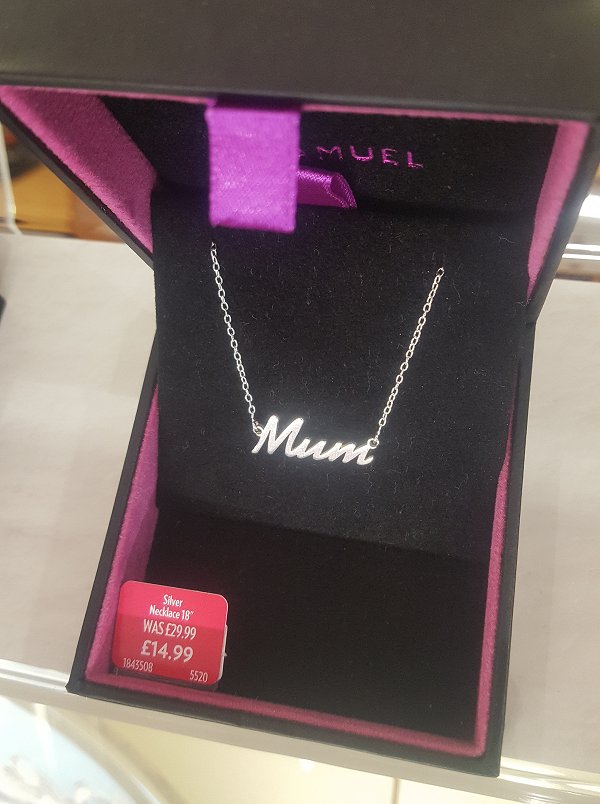 MUEL
Mum
Silver
Necklace 18"
WAS £29.99
£14.99
1843508 5520